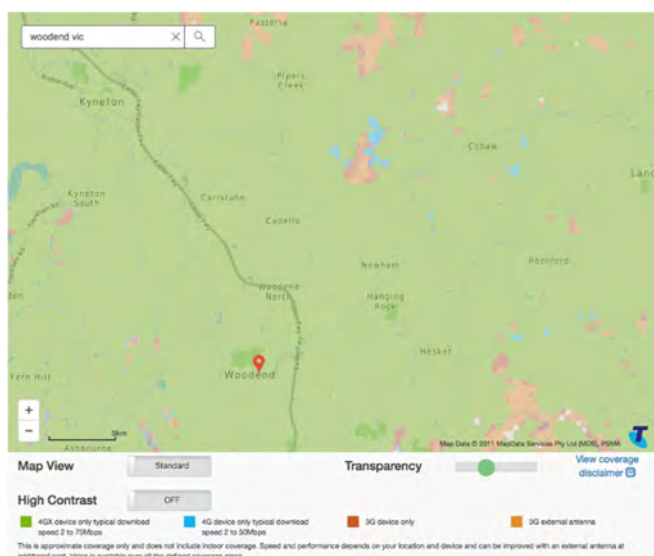 woodend vic
Pastoria
Pipers
Creek
Kyneton
Cobaw
Kyneton
South
Carlsruhe
Cadello
Newham
Rochford
Woodend
North
Hanging
Rock
Hesket
Fern Hill
Woodend
+
−
3km
Ashbourne
Map Data © 2011 MapData Services Pty Ltd (MDS), PSMA
Map View
Standard
Transparency
View coverage
disclaimer
High Contrast
OFF
4GX device only typical download
speed 2 to 75Mbps
4G device only typical download
speed 2 to 50Mbps
3G device only
3G external antenna
This is approximate coverage only and does not include indoor coverage. Speed and performance depends on your location and device and can be improved with an external antenna at